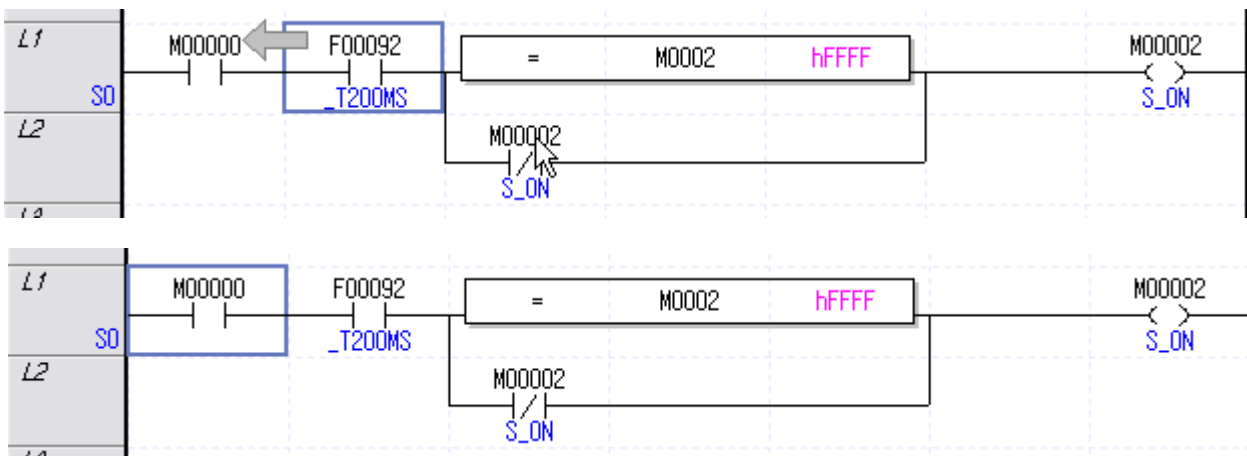 L1
M00000 F00092 = M0002 hFFFF M00002
S0 _T200MS S_ON
L2
M00002
S_ON
L1
M00000 F00092 = M0002 hFFFF M00002
S0 _T200MS S_ON
L2
M00002
S_ON